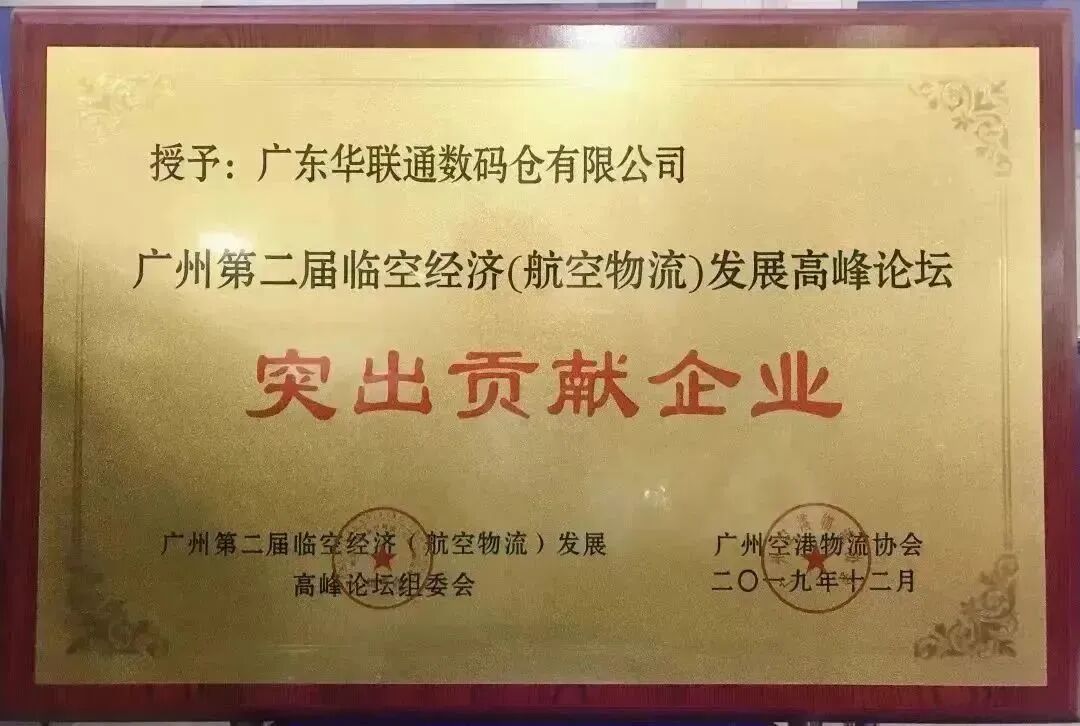 授予：广东华联通数码仓有限公司
广州第二届临空经济(航空物流)发展高峰论坛
突出贡献企业
广州第二届临空经济（航空物流）发展
高峰论坛组委会
广州空港物流协会
二〇一九年十二月